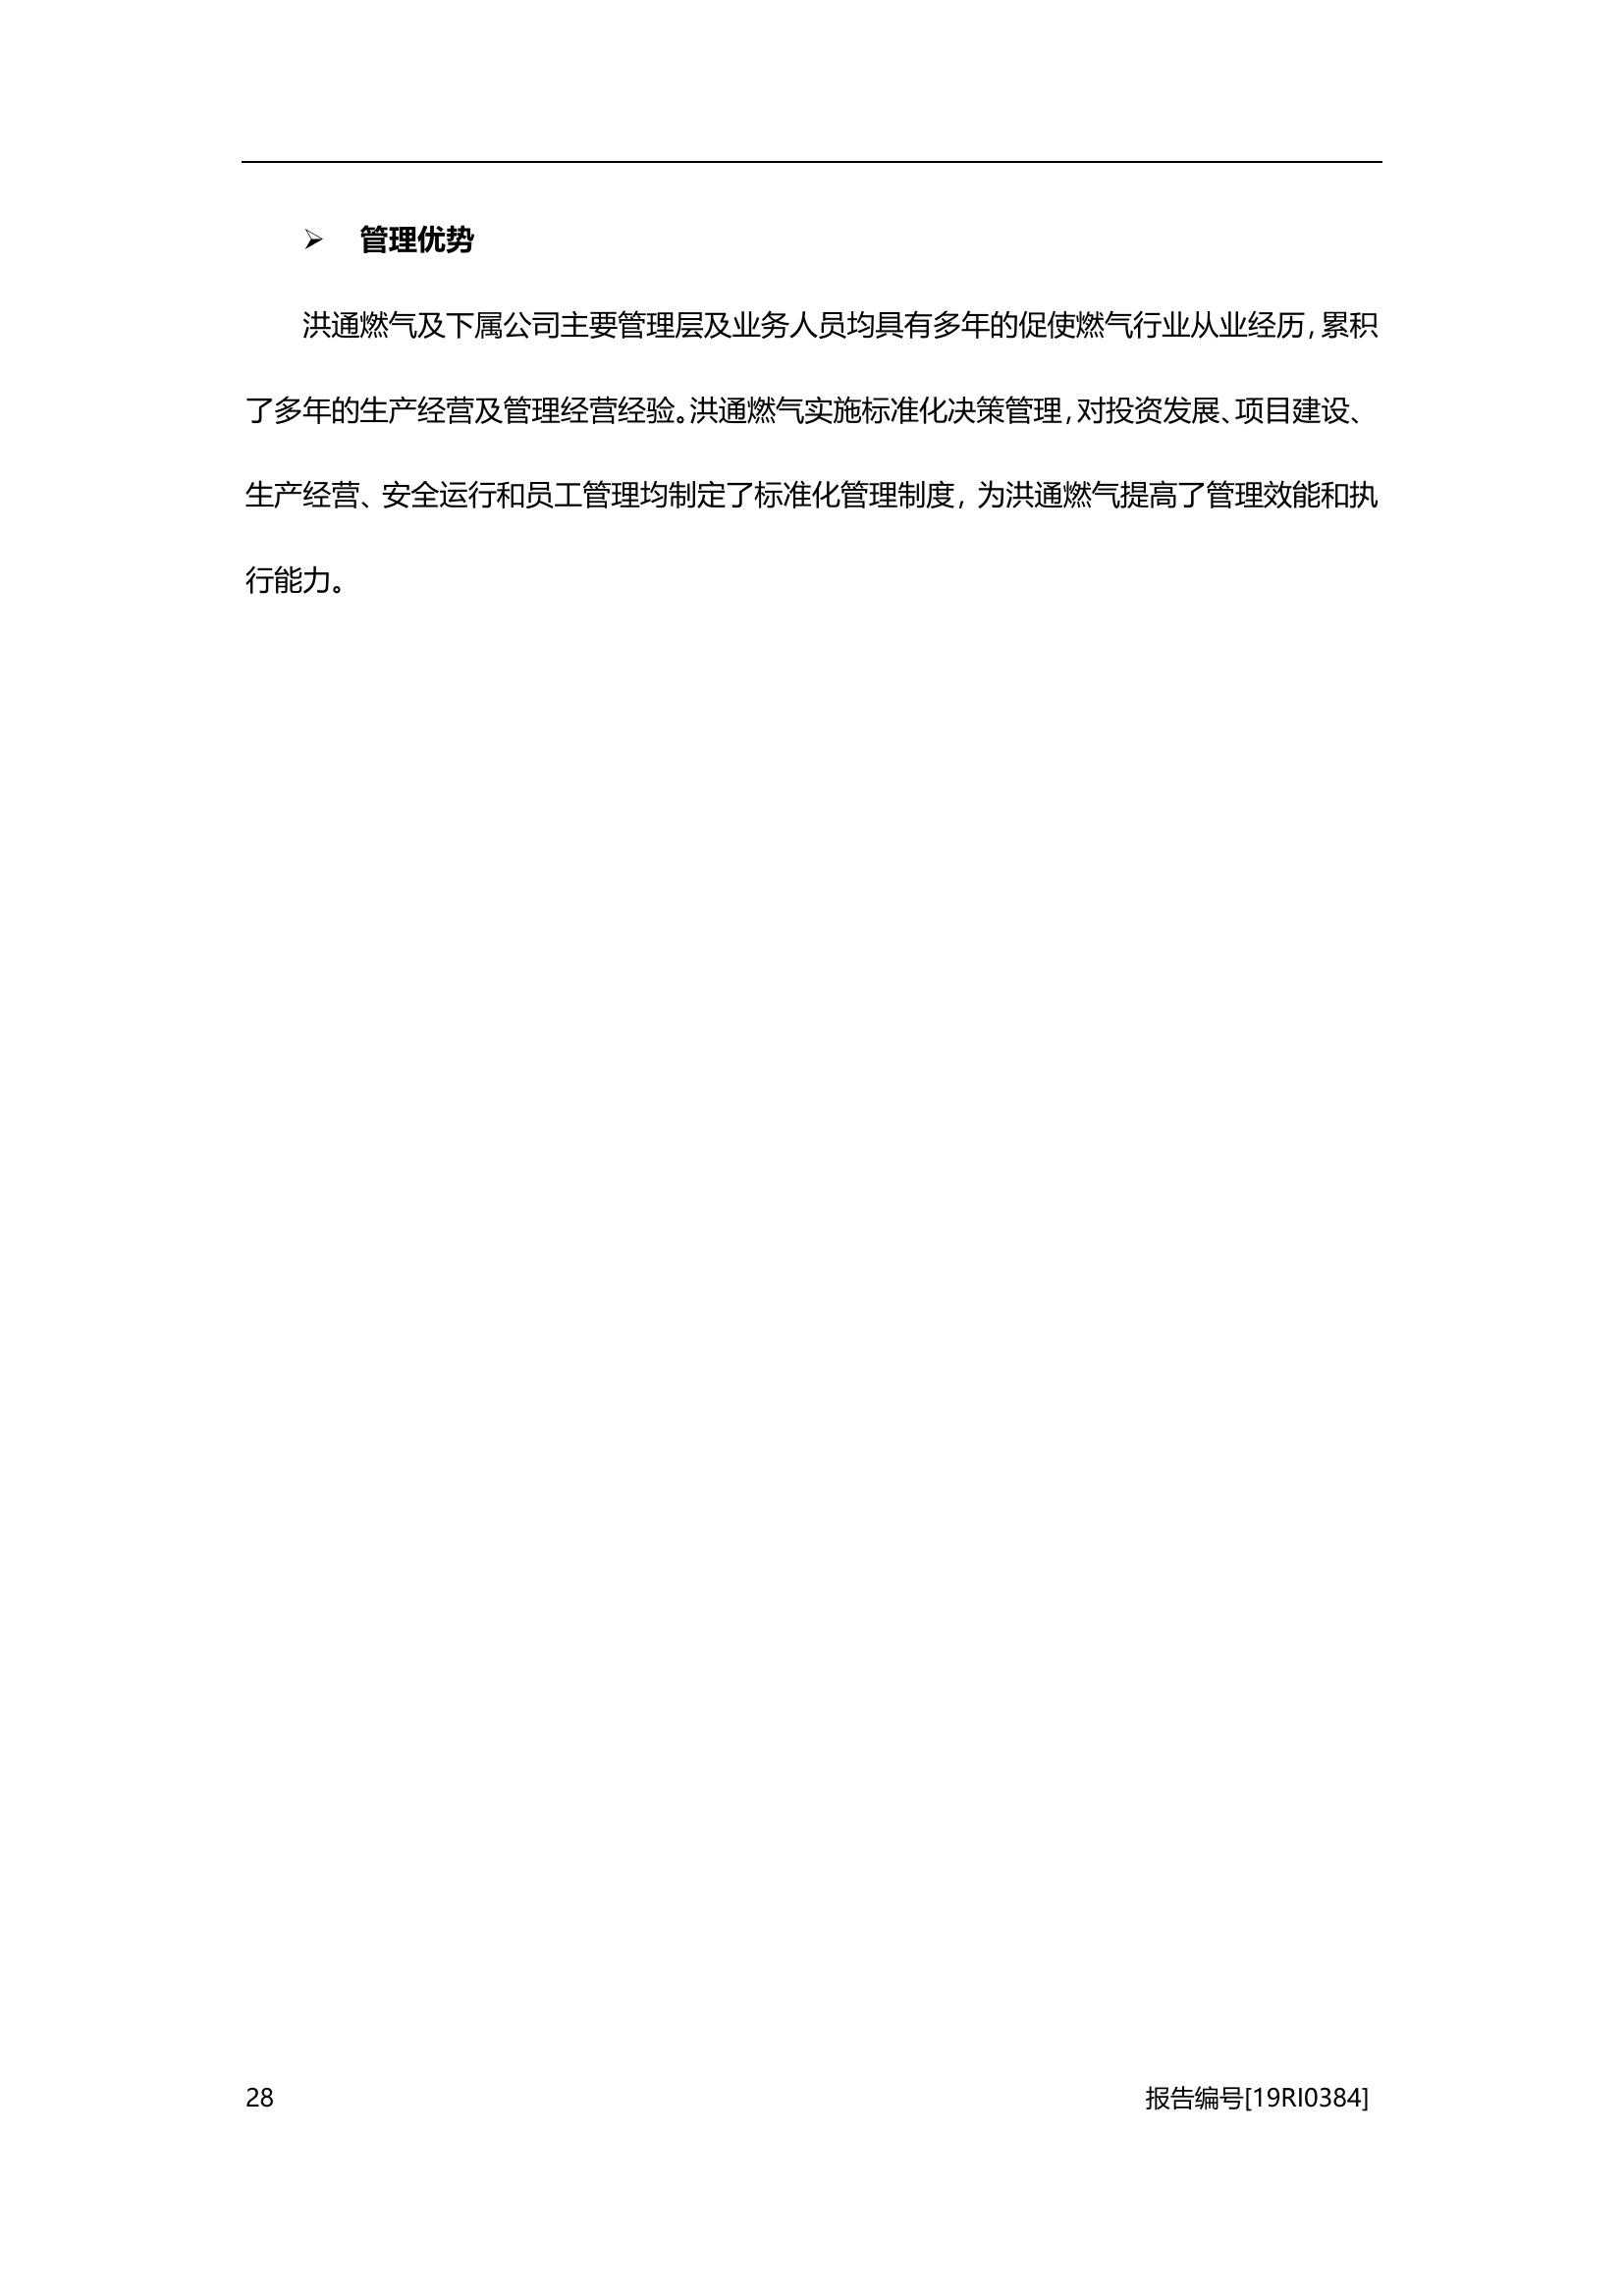 ➢ 管理优势
洪通燃气及下属公司主要管理层及业务人员均具有多年的促使燃气行业从业经历，累积
了多年的生产经营及管理经营经验。洪通燃气实施标准化决策管理，对投资发展、项目建设、
生产经营、安全运行和员工管理均制定了标准化管理制度，为洪通燃气提高了管理效能和执
行能力。
28 报告编号[19RI0384]